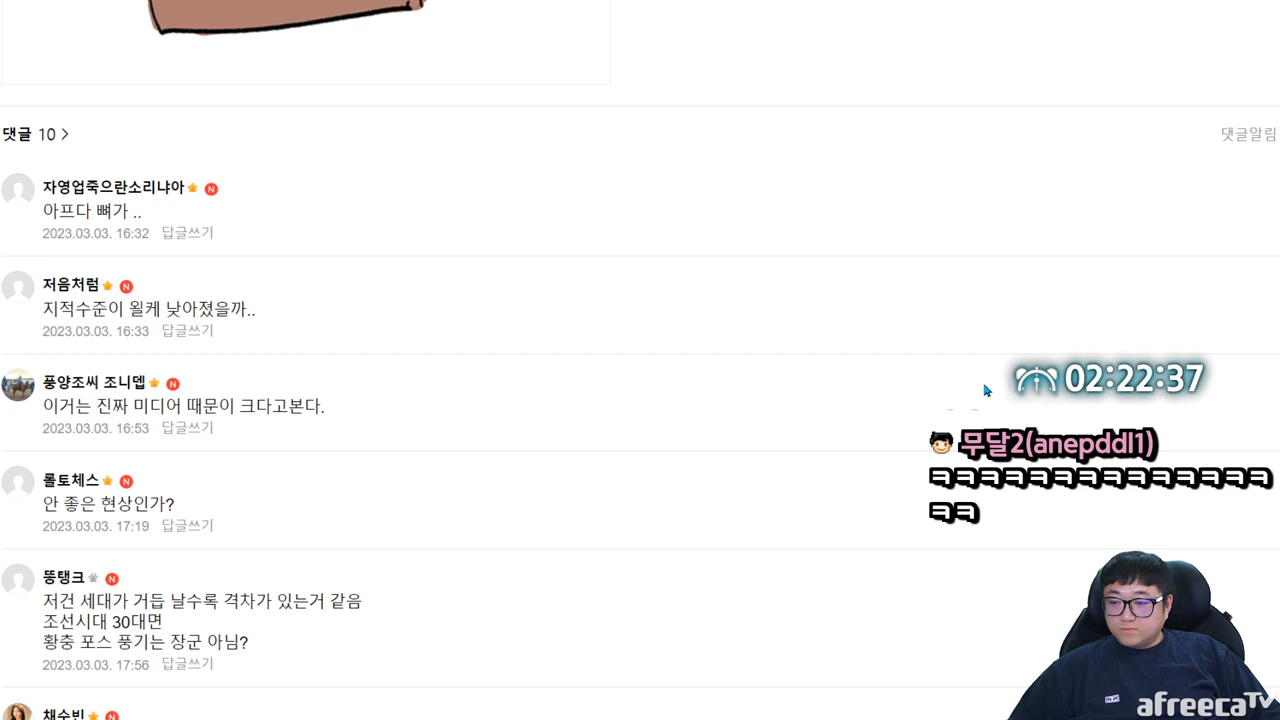 댓글 10 >
댓글알림
자영업죽으란소리냐아 N
아프다 뼈가 ..
2023.03.03. 16:32 답글쓰기
저음처럼 N
지적수준이 욀케 낮아졌을까..
2023.03.03. 16:33 답글쓰기
풍양조씨 조니뎁 N
이거는 진짜 미디어 때문이 크다고본다.
2023.03.03. 16:53 답글쓰기
롤토체스 N
안 좋은 현상인가?
2023.03.03. 17:19 답글쓰기
똥탱크 N
저건 세대가 거듭 날수록 격차가 있는거 같음
조선시대 30대면
황충 포스 풍기는 장군 아님?
2023.03.03. 17:56 답글쓰기
채수빈 N
02:22:37
무달2(anepddl1)
ㅋㅋㅋㅋㅋㅋㅋㅋㅋㅋㅋㅋㅋㅋ
ㅋㅋ
afreecaTV